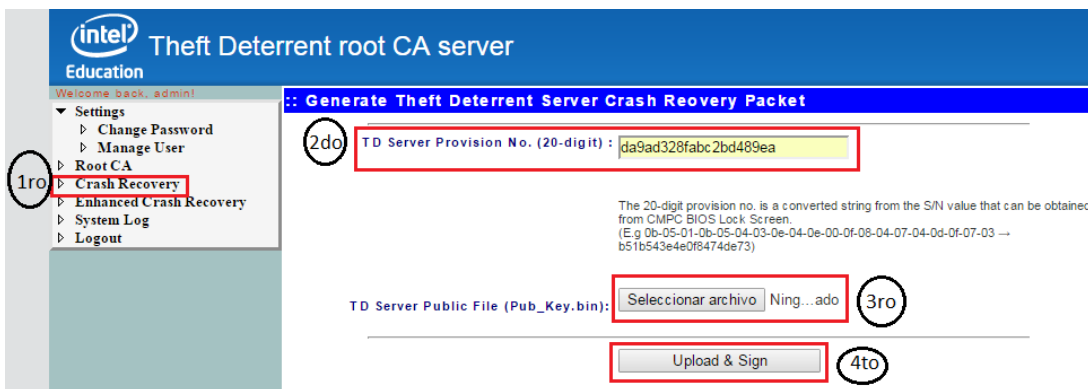 intel
Education
Theft Deterrent root CA server
Welcome back, admin!
Settings
Change Password
Manage User
Root CA
1ro
Crash Recovery
Enhanced Crash Recovery
System Log
Logout
:: Generate Theft Deterrent Server Crash Reovery Packet
2do
TD Server Provision No. (20-digit) : da9ad328fabc2bd489ea
The 20-digit provision no. is a converted string from the S/N value that can be obtained
from CMPC BIOS Lock Screen.
(E.g 0b-05-01-0b-05-04-03-0e-04-0e-00-0f-08-04-07-04-0d-0f-07-03 →
b51b543e4e0f8474de73)
TD Server Public File (Pub_Key.bin): Seleccionar archivo Ning...ado
3ro
Upload & Sign
4to